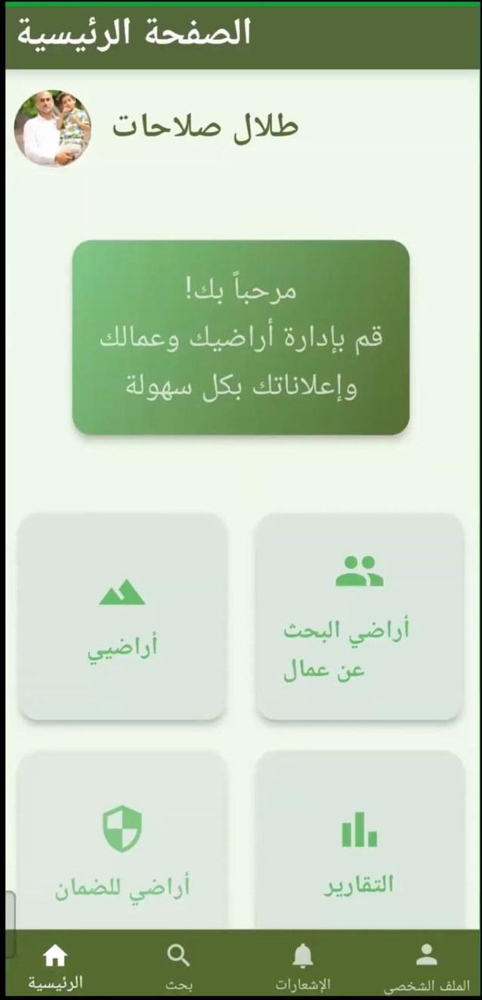 الصفحة الرئيسية
طلال صلاحات
مرحباً بك!
قم بإدارة أراضيك وعمالك
وإعلاناتك بكل سهولة
أراضي البحث
عن عمال
أراضيي
التقارير
أراضي للضمان
الملف الشخصي
الإشعارات
بحث
الرئيسية